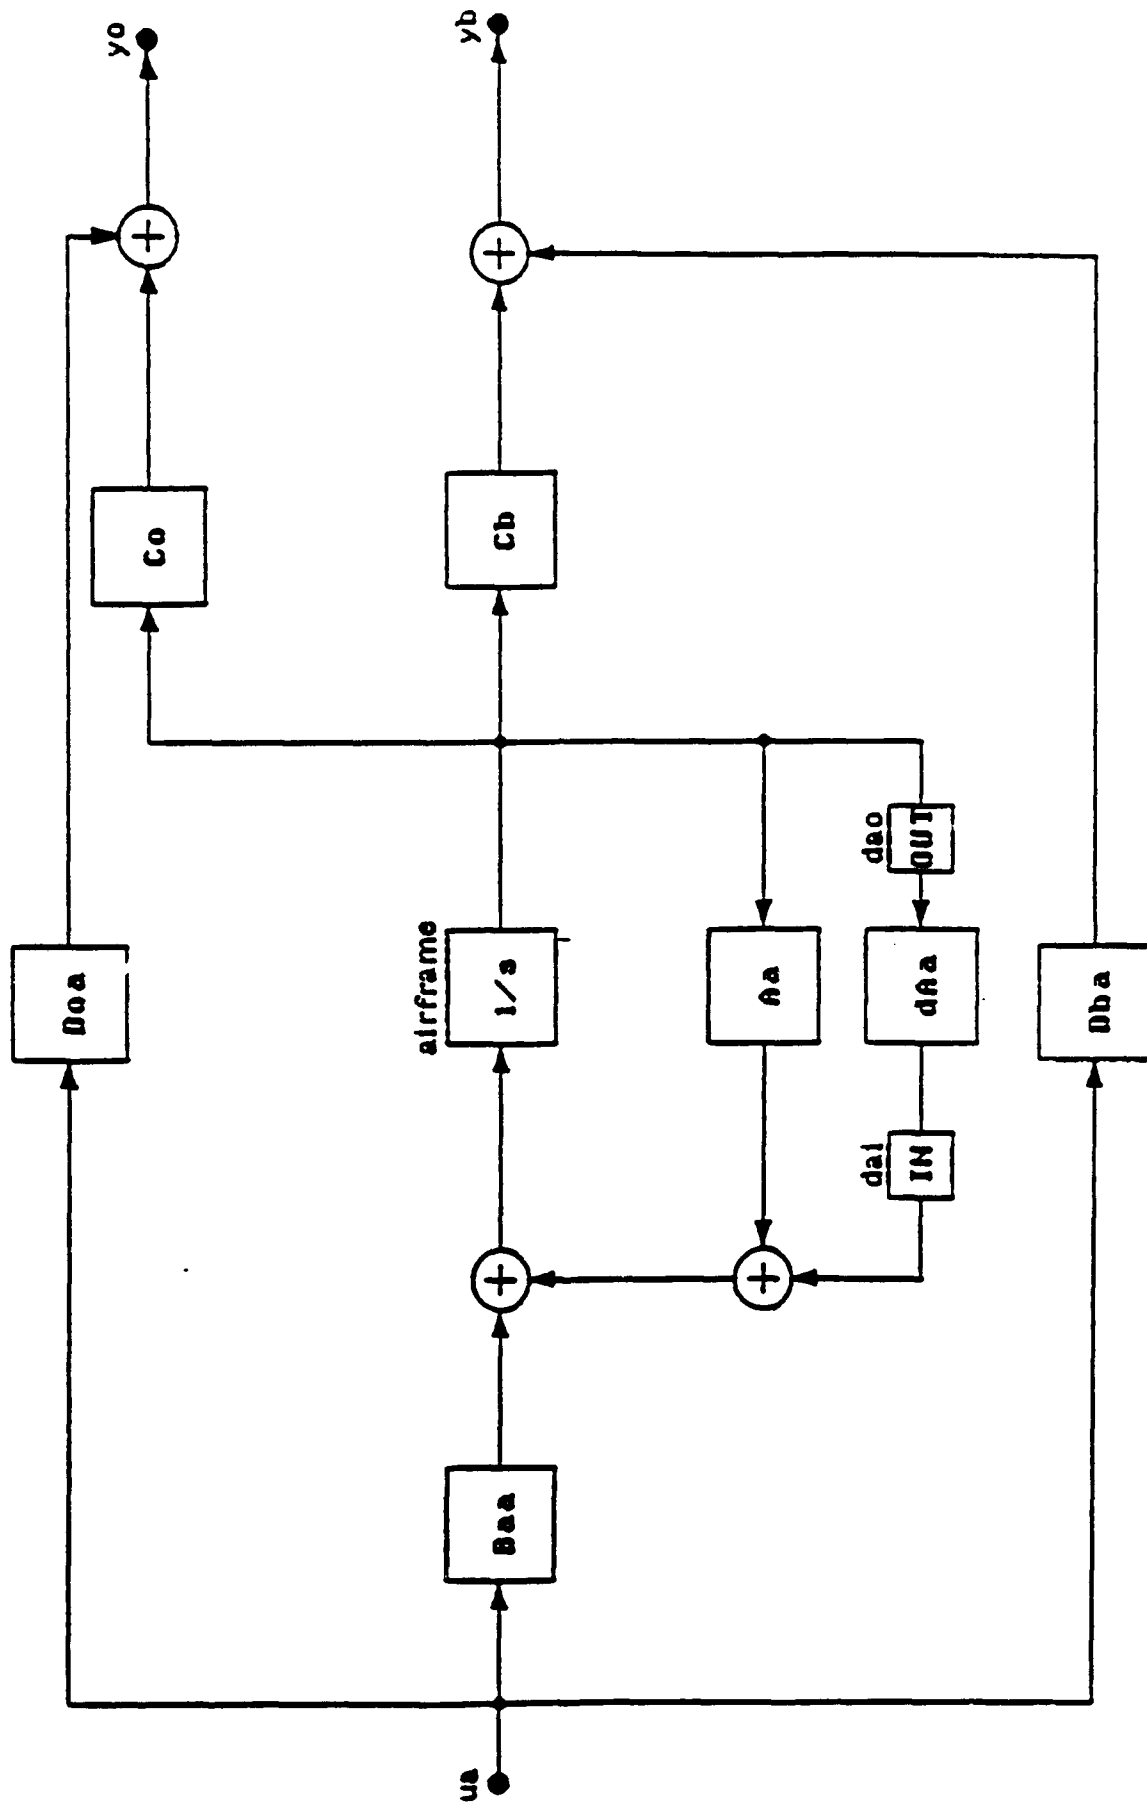 yo
yb
Co
Cb
Doa
airframe
1/s
Aa
dao
OUT
dAa
dai
IN
Dba
+
+
+
+
Baa
ua